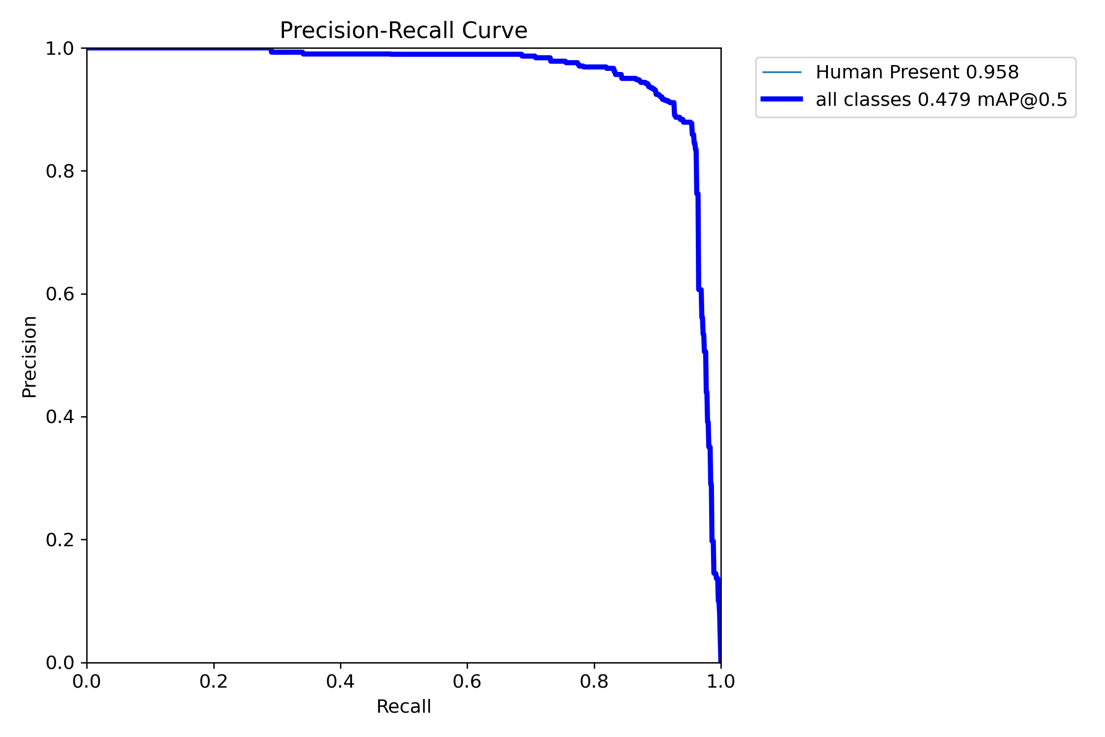 Precision-Recall Curve
Human Present 0.958
all classes 0.479 mAP@0.5
1.0
0.8
0.6
0.4
0.2
0.0
Precision
0.0 0.2 0.4 0.6 0.8 1.0
Recall